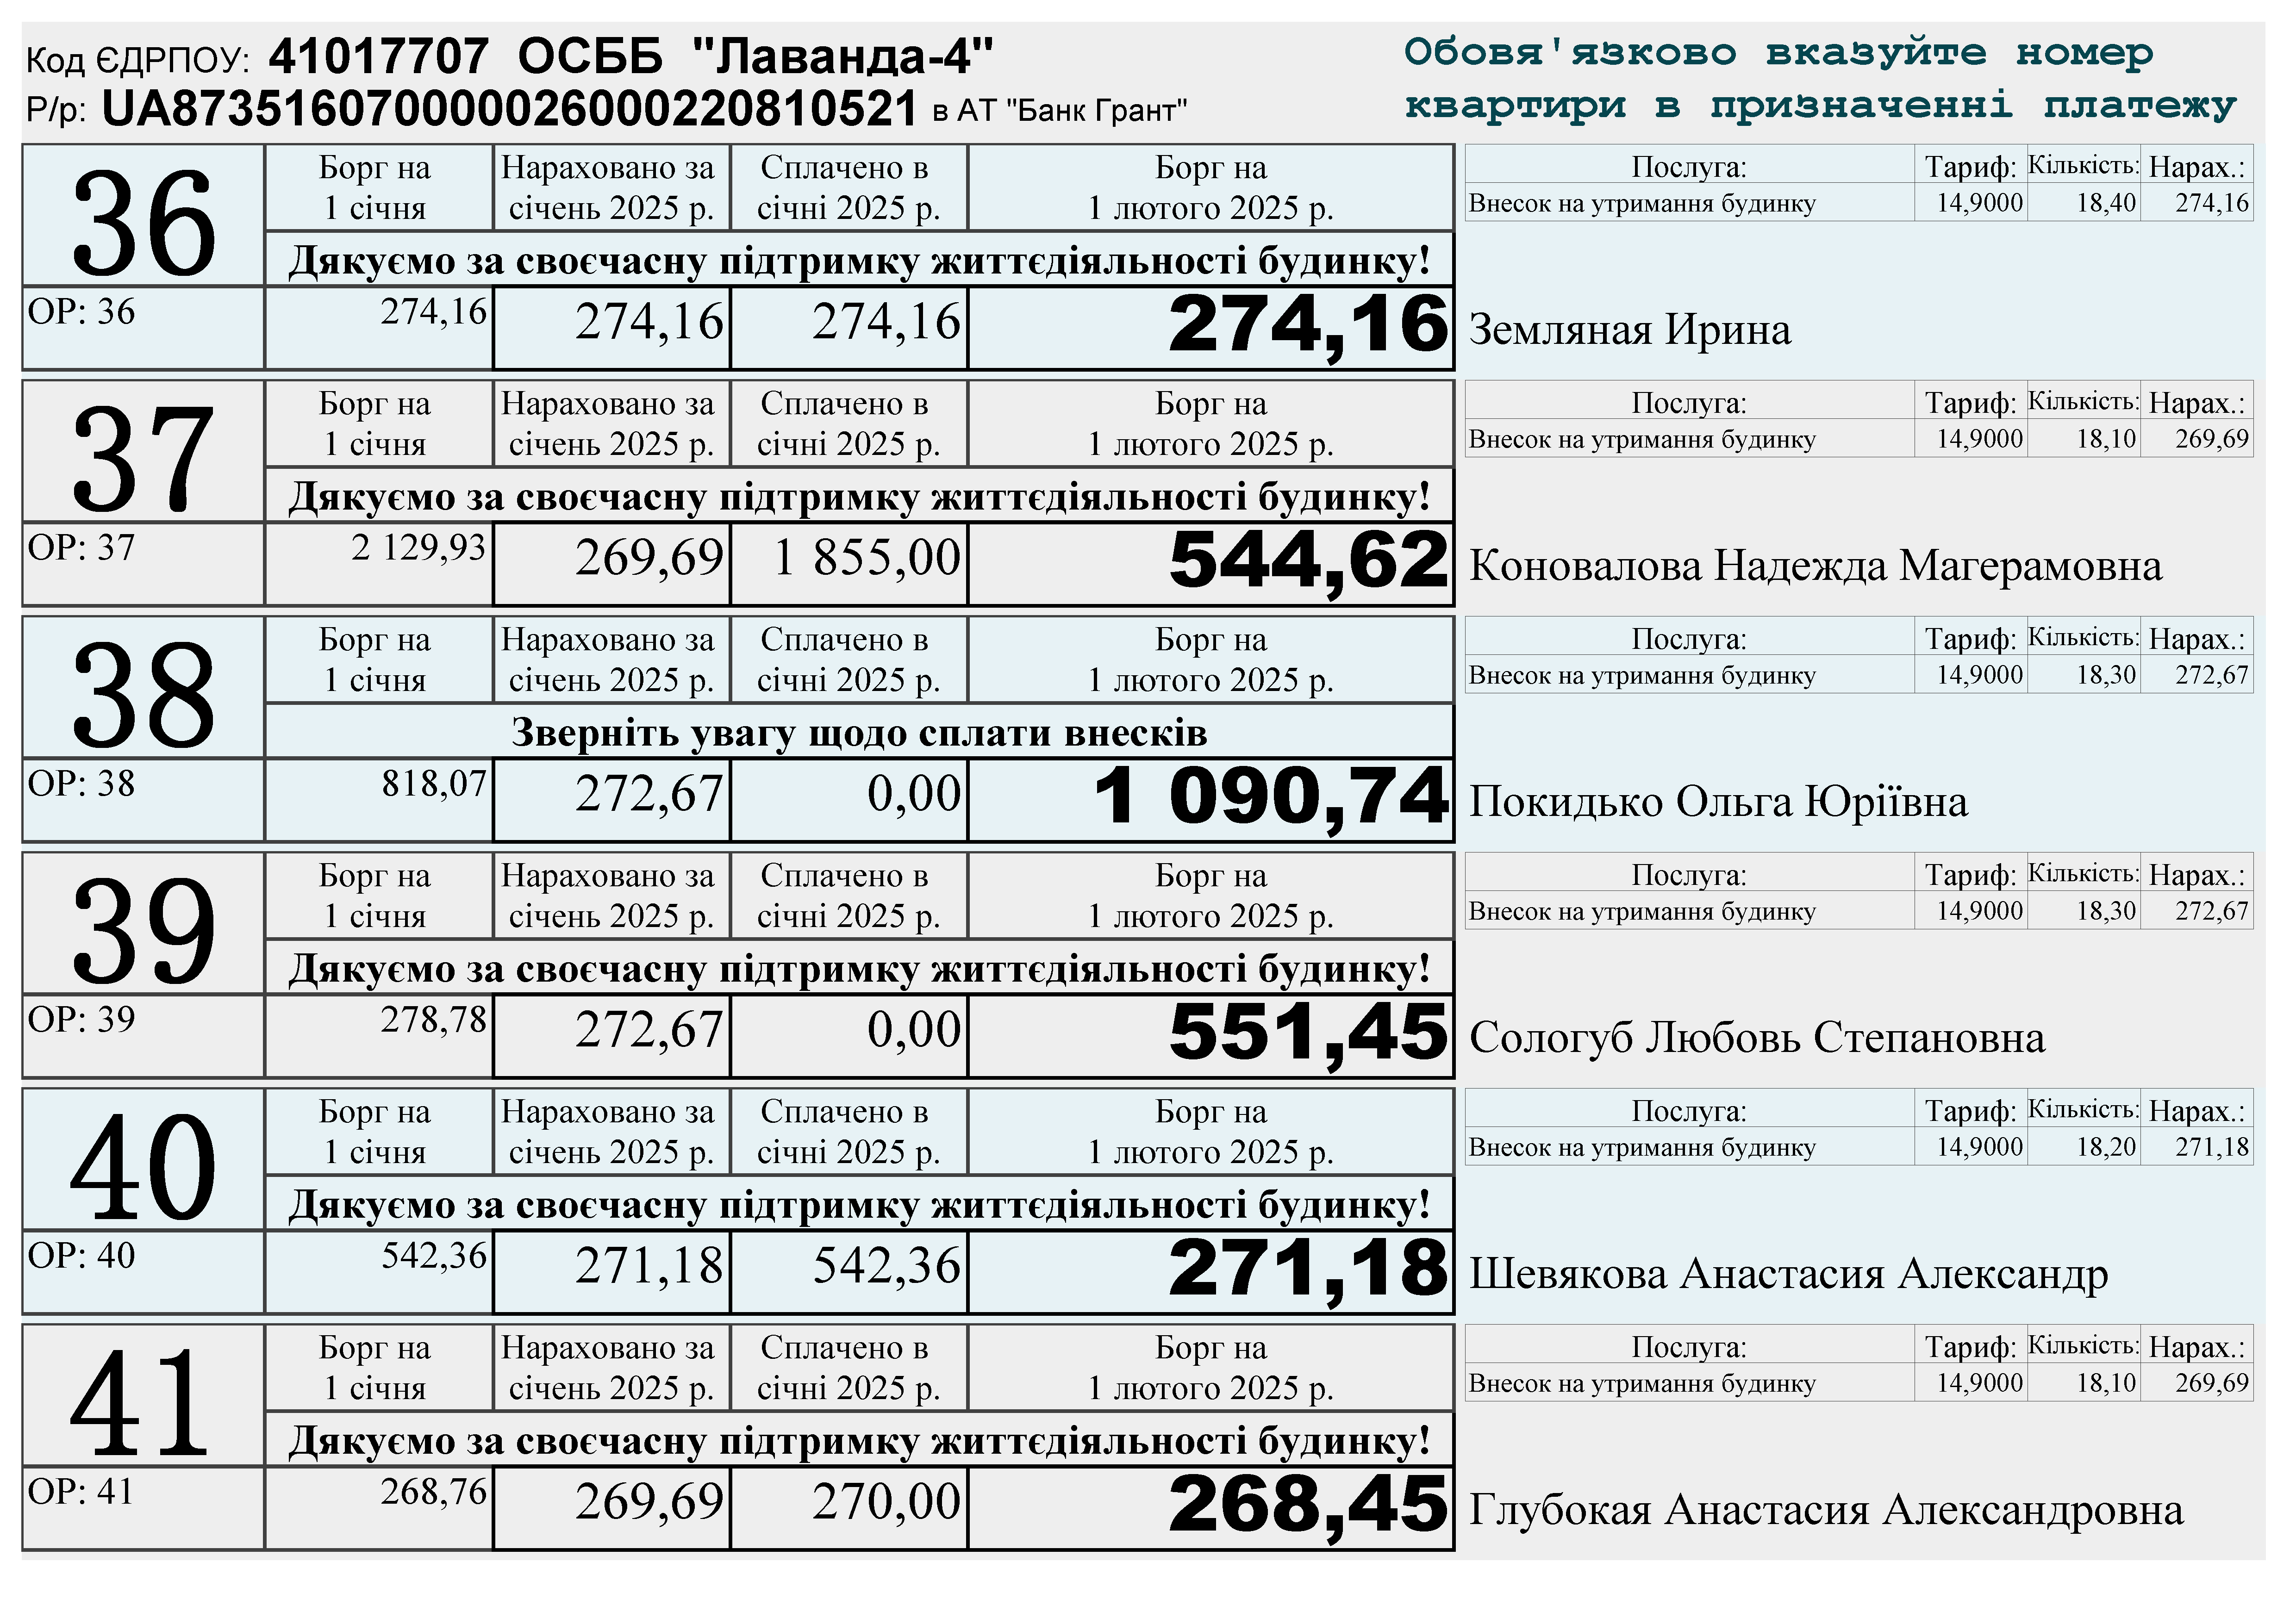 Код ЄДРПОУ: 41017707 ОСББ "Лаванда-4"
Р/р: UA873516070000026000220810521 в АТ "Банк Грант"
Обовя'язково вказуйте номер
квартири в призначенні платежу
36
Борг на
1 січня
Нараховано за
січень 2025 р.
Сплачено в
січні 2025 р.
Борг на
1 лютого 2025 р.
Дякуємо за своєчасну підтримку життєдіяльності будинку!
ОР: 36 274,16 274,16 274,16 274,16
Послуга: Тариф: Кількість: Нарах.:
Внесок на утримання будинку 14,9000 18,40 274,16
Земляная Ирина
37
Борг на
1 січня
Нараховано за
січень 2025 р.
Сплачено в
січні 2025 р.
Борг на
1 лютого 2025 р.
Дякуємо за своєчасну підтримку життєдіяльності будинку!
ОР: 37 2 129,93 269,69 1 855,00 544,62
Послуга: Тариф: Кількість: Нарах.:
Внесок на утримання будинку 14,9000 18,10 269,69
Коновалова Надежда Магерамовна
38
Борг на
1 січня
Нараховано за
січень 2025 р.
Сплачено в
січні 2025 р.
Борг на
1 лютого 2025 р.
Зверніть увагу щодо сплати внесків
ОР: 38 818,07 272,67 0,00 1 090,74
Послуга: Тариф: Кількість: Нарах.:
Внесок на утримання будинку 14,9000 18,30 272,67
Покидько Ольга Юріївна
39
Борг на
1 січня
Нараховано за
січень 2025 р.
Сплачено в
січні 2025 р.
Борг на
1 лютого 2025 р.
Дякуємо за своєчасну підтримку життєдіяльності будинку!
ОР: 39 278,78 272,67 0,00 551,45
Послуга: Тариф: Кількість: Нарах.:
Внесок на утримання будинку 14,9000 18,30 272,67
Сологуб Любовь Степановна
40
Борг на
1 січня
Нараховано за
січень 2025 р.
Сплачено в
січні 2025 р.
Борг на
1 лютого 2025 р.
Дякуємо за своєчасну підтримку життєдіяльності будинку!
ОР: 40 542,36 271,18 542,36 271,18
Послуга: Тариф: Кількість: Нарах.:
Внесок на утримання будинку 14,9000 18,20 271,18
Шевякова Анастасия Александр
41
Борг на
1 січня
Нараховано за
січень 2025 р.
Сплачено в
січні 2025 р.
Борг на
1 лютого 2025 р.
Дякуємо за своєчасну підтримку життєдіяльності будинку!
ОР: 41 268,76 269,69 270,00 268,45
Послуга: Тариф: Кількість: Нарах.:
Внесок на утримання будинку 14,9000 18,10 269,69
Глубокая Анастасия Александровна